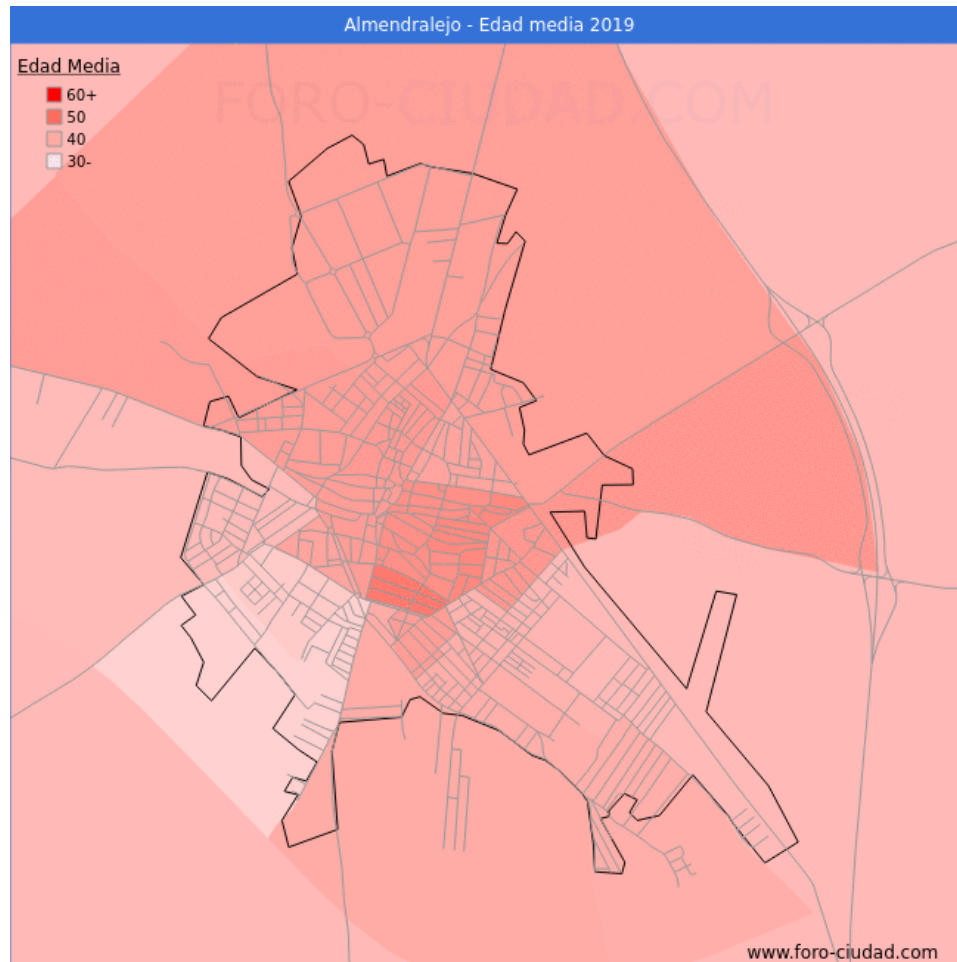 Almendralejo - Edad media 2019
Edad Media
60+
50
40
30-
FORO-CIUDAD.COM
www.foro-ciudad.com